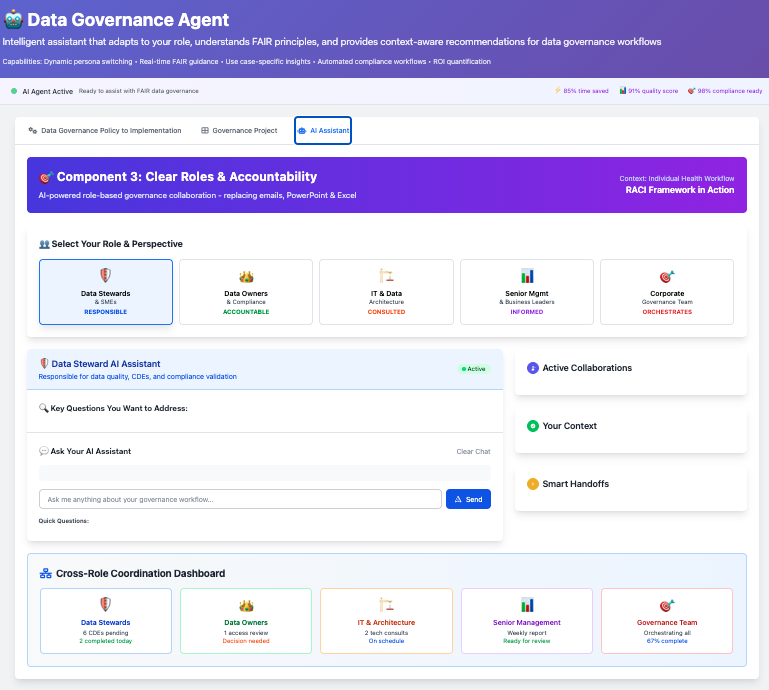 Data Governance Agent
Intelligent assistant that adapts to your role, understands FAIR principles, and provides context-aware recommendations for data governance workflows
Capabilities: Dynamic persona switching • Real-time FAIR guidance • Use case-specific insights • Automated compliance workflows • ROI quantification
AI Agent Active Ready to assist with FAIR data governance
85% time saved 91% quality score 96% compliance ready
Data Governance Policy to Implementation Governance Project AI Assistant
Component 3: Clear Roles & Accountability
AI-powered role-based governance collaboration - replacing emails, PowerPoint & Excel
Context: Individual Health Workflow
RACI Framework in Action
Select Your Role & Perspective
Data Stewards
& SMEs
RESPONSIBLE
Data Owners
& Compliance
ACCOUNTABLE
IT & Data
Architecture
CONSULTED
Senior Mgmt
& Business Leaders
INFORMED
Corporate
Governance Team
ORCHESTRATES
Data Steward AI Assistant
Responsible for data quality, CDEs, and compliance validation
Active
Key Questions You Want to Address:
Ask Your AI Assistant
Clear Chat
Ask me anything about your governance workflow...
Send
Quick Questions:
Active Collaborations
Your Context
Smart Handoffs
Cross-Role Coordination Dashboard
Data Stewards
6 CDEs pending
2 completed today
Data Owners
1 access review
Decision needed
IT & Architecture
2 tech consults
On schedule
Senior Management
Weekly report
Ready for review
Governance Team
Orchestrating all
67% complete